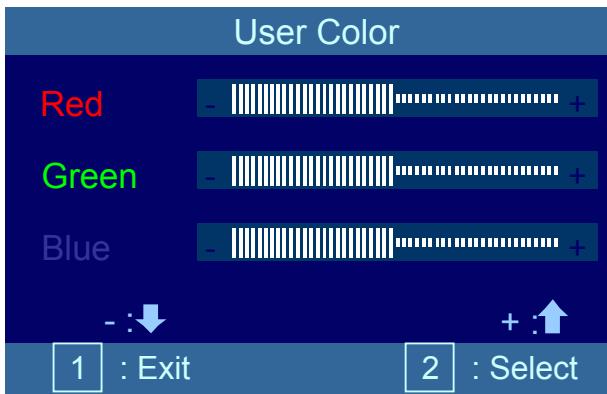 User Color
Red - +
Green - +
Blue - +
- : + :
1 : Exit 2 : Select